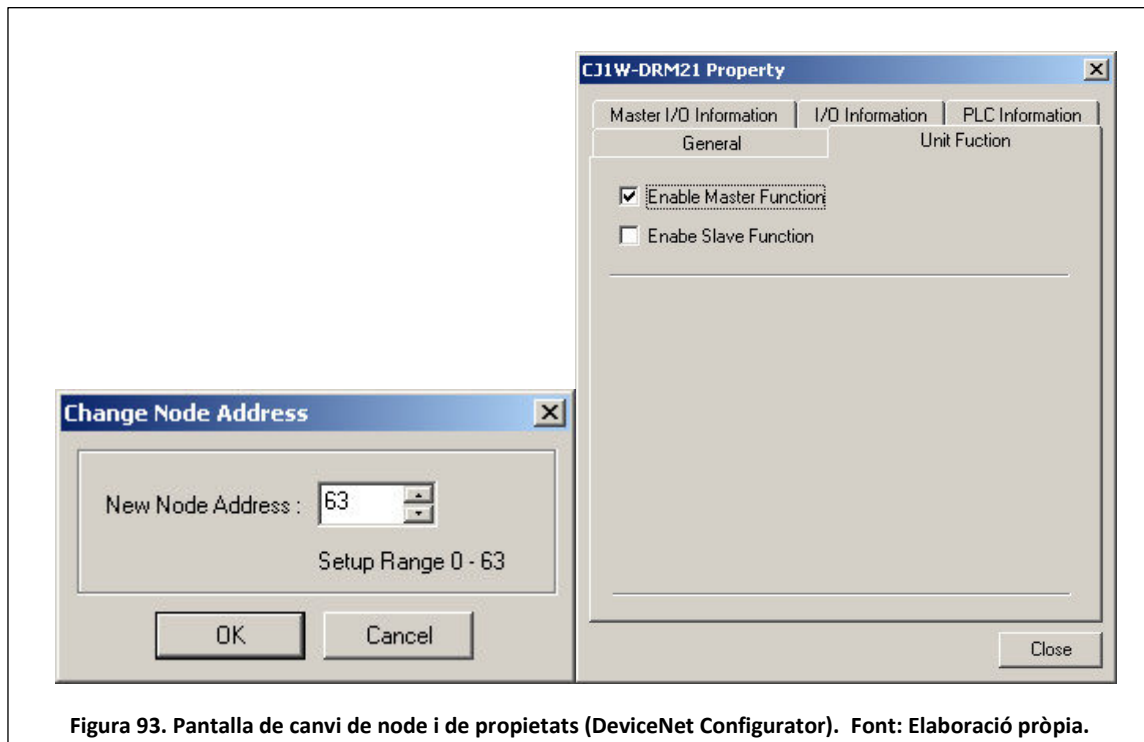 CJ1W-DRM21 Property
Master I/O Information I/O Information PLC Information
General Unit Fuction
Enable Master Function
Enabe Slave Function
Close
Change Node Address
New Node Address : 63
Setup Range 0 - 63
OK Cancel
Figura 93. Pantalla de canvi de node i de propietats (DeviceNet Configurator). Font: Elaboració pròpia.